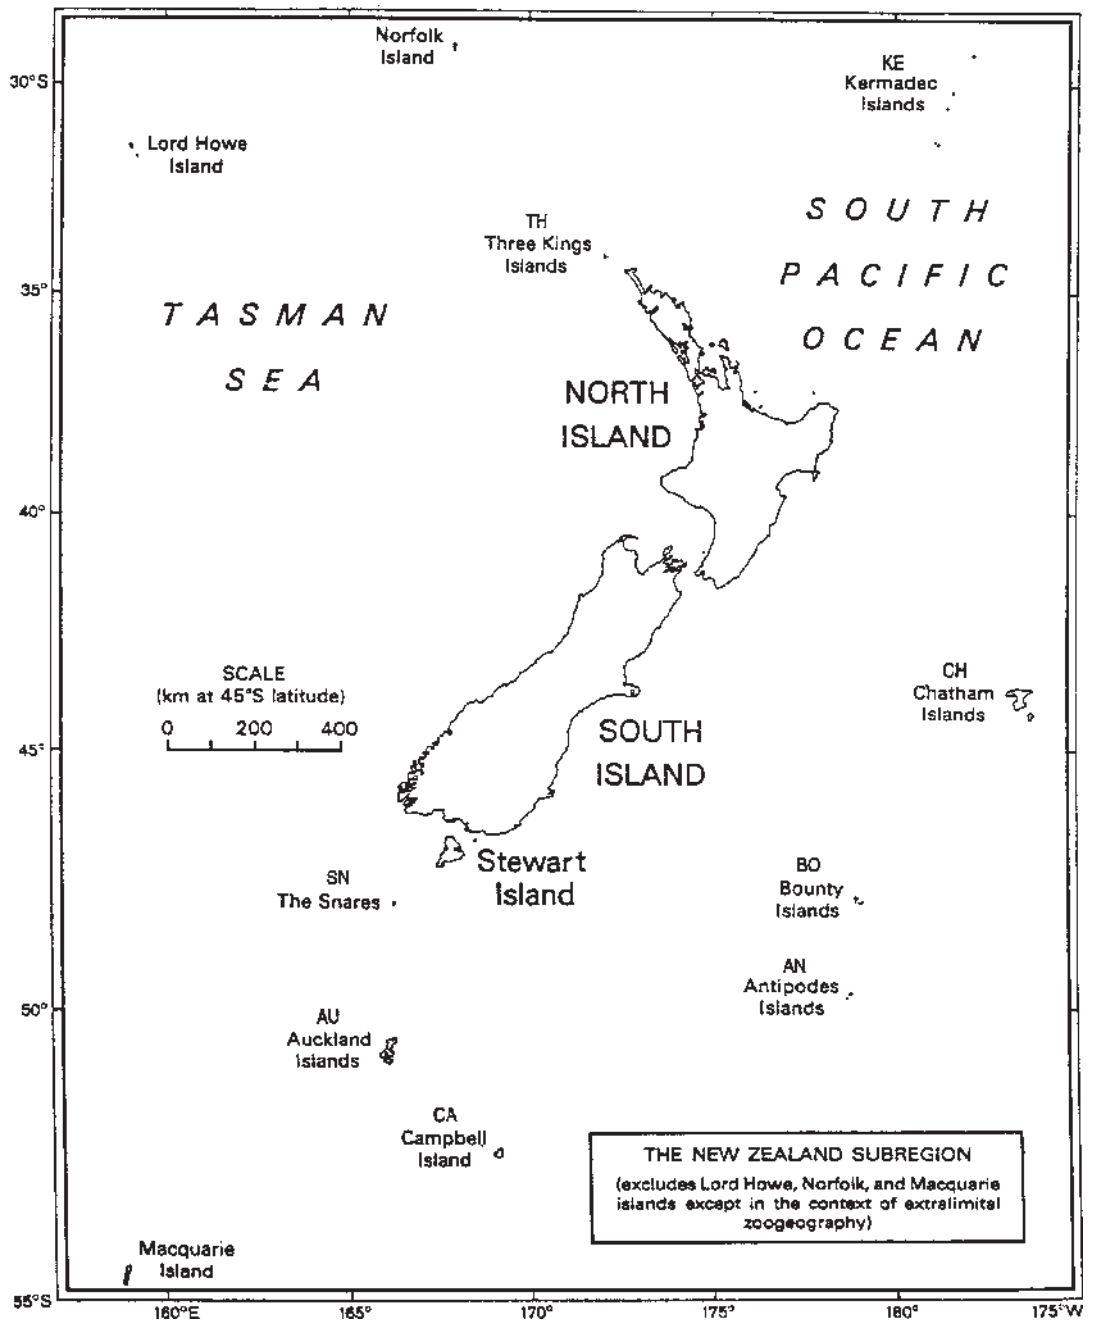 Norfolk
Island
KE
Kermadec
Islands
30°S
Lord Howe
Island
SOUTH
PACIFIC
OCEAN
TH
Three Kings
Islands
35°
TASMAN
SEA
NORTH
ISLAND
40°
SCALE
(km at 45°S latitude)
0 200 400
CH
Chatham
Islands
45°
SOUTH
ISLAND
Stewart
Island
SN
The Snares
BO
Bounty
Islands
AN
Antipodes
Islands
50°
AU
Auckland
Islands
CA
Campbell
Island
THE NEW ZEALAND SUBREGION
(excludes Lord Howe, Norfolk, and Macquarie
islands except in the context of extralimital
zoogeography)
Macquarie
Island
55°S
160°E 165° 170° 175° 180° 175°W